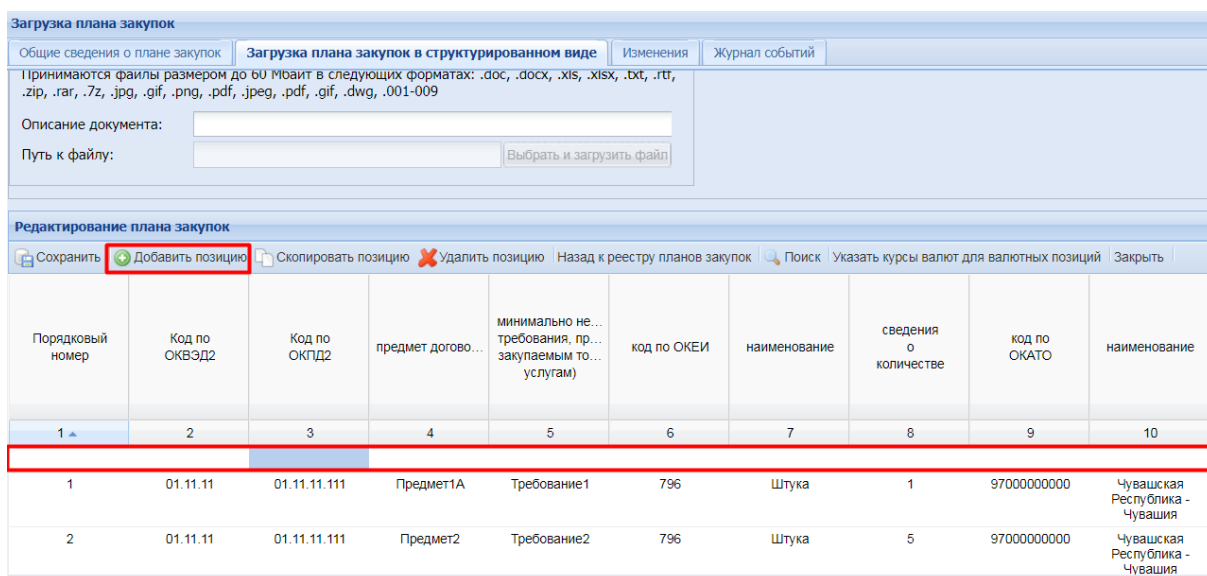 Загрузка плана закупок
Общие сведения о плане закупок Загрузка плана закупок в структурированном виде Изменения Журнал событий
Принимаются файлы размером до 60 Мбайт в следующих форматах: .doc, .docx, .xls, .xlsx, .txt, .rtf,
.zip, .rar, .7z, .jpg, .gif, .png, .pdf, .jpeg, .pdf, .gif, .dwg, .001-009
Описание документа:
Путь к файлу: Выбрать и загрузить файл
Редактирование плана закупок
Сохранить Добавить позицию Скопировать позицию Удалить позицию Назад к реестру планов закупок Поиск Указать курсы валют для валютных позиций Закрыть
Порядковый
номер
Код по
ОКВЭД2
Код по
ОКПД2
предмет догово...
минимально не...
требования, пр...
закупаемым то...
услугам)
код по ОКЕИ
наименование
сведения
о
количестве
код по
ОКАТО
наименование
1 2 3 4 5 6 7 8 9 10
1 01.11.11 01.11.11.111 Предмет1А Требование1 796 Штука 1 97000000000 Чувашская
Республика -
Чувашия
2 01.11.11 01.11.11.111 Предмет2 Требование2 796 Штука 5 97000000000 Чувашская
Республика -
Чувашия